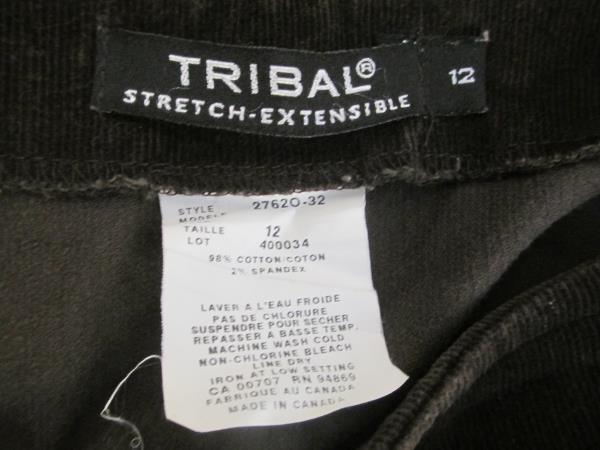 TRIBAL® 12
STRETCH-EXTENSIBLE
STYLE 27620-32
MODELE
TAILLE 12
LOT 400034
98% COTTON/COTON
2% SPANDEX
LAVER A L'EAU FROIDE
PAS DE CHLORURE
SUSPENDRE POUR SECHER
REPASSER A BASSE TEMP.
MACHINE WASH COLD
NON-CHLORINE BLEACH
LINE DRY
IRON AT LOW SETTING
CA 00707 RN 94869
FABRIQUE AU CANADA
MADE IN CANADA